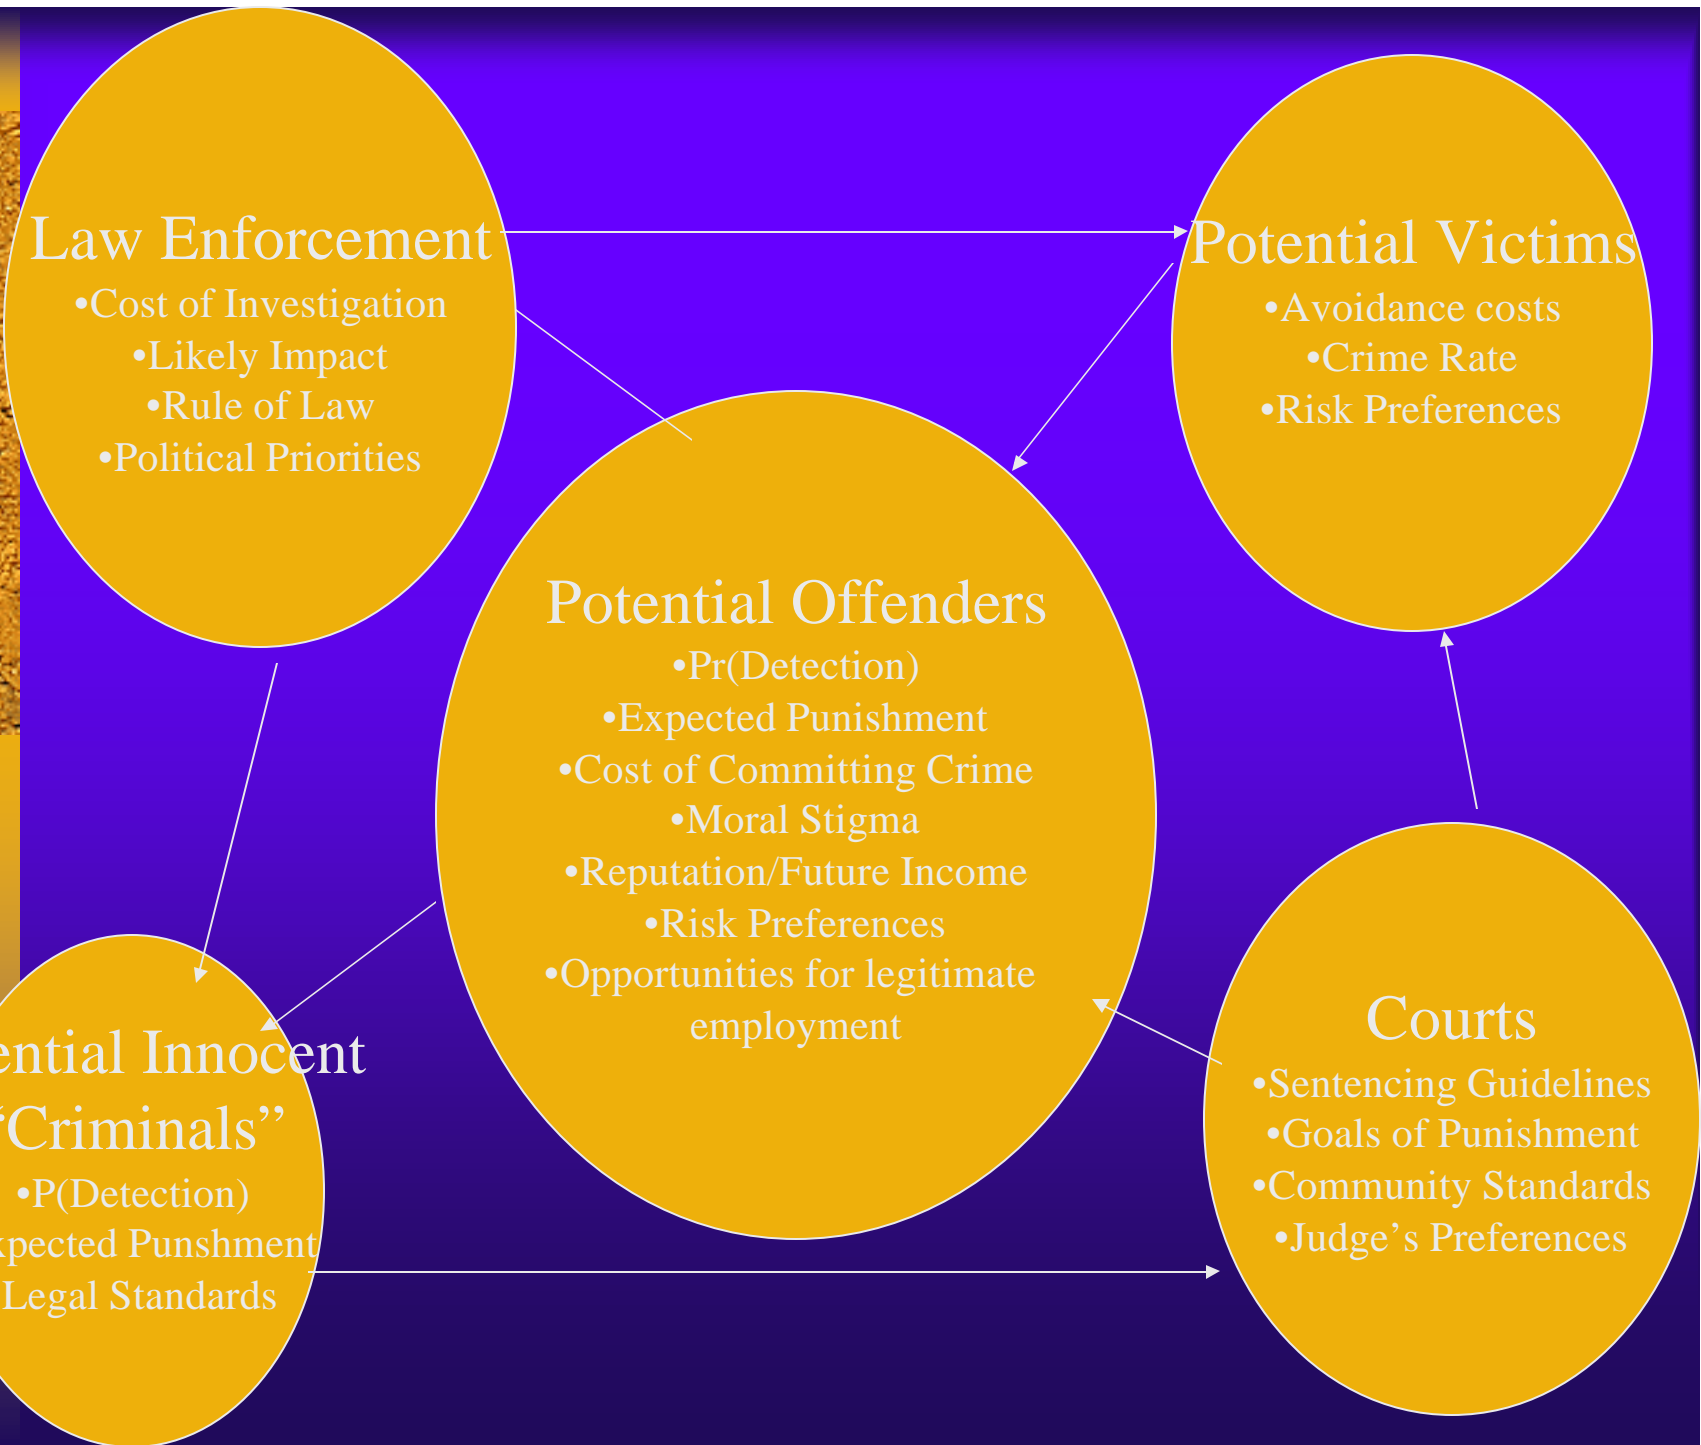 Law Enforcement
•Cost of Investigation
•Likely Impact
•Rule of Law
•Political Priorities
Potential Victims
•Avoidance costs
•Crime Rate
•Risk Preferences
Potential Offenders
•Pr(Detection)
•Expected Punishment
•Cost of Committing Crime
•Moral Stigma
•Reputation/Future Income
•Risk Preferences
•Opportunities for legitimate
employment
Innocent
“Criminals”
•P(Detection)
Punshment
Legal Standards
Courts
•Sentencing Guidelines
•Goals of Punishment
•Community Standards
•Judge’s Preferences